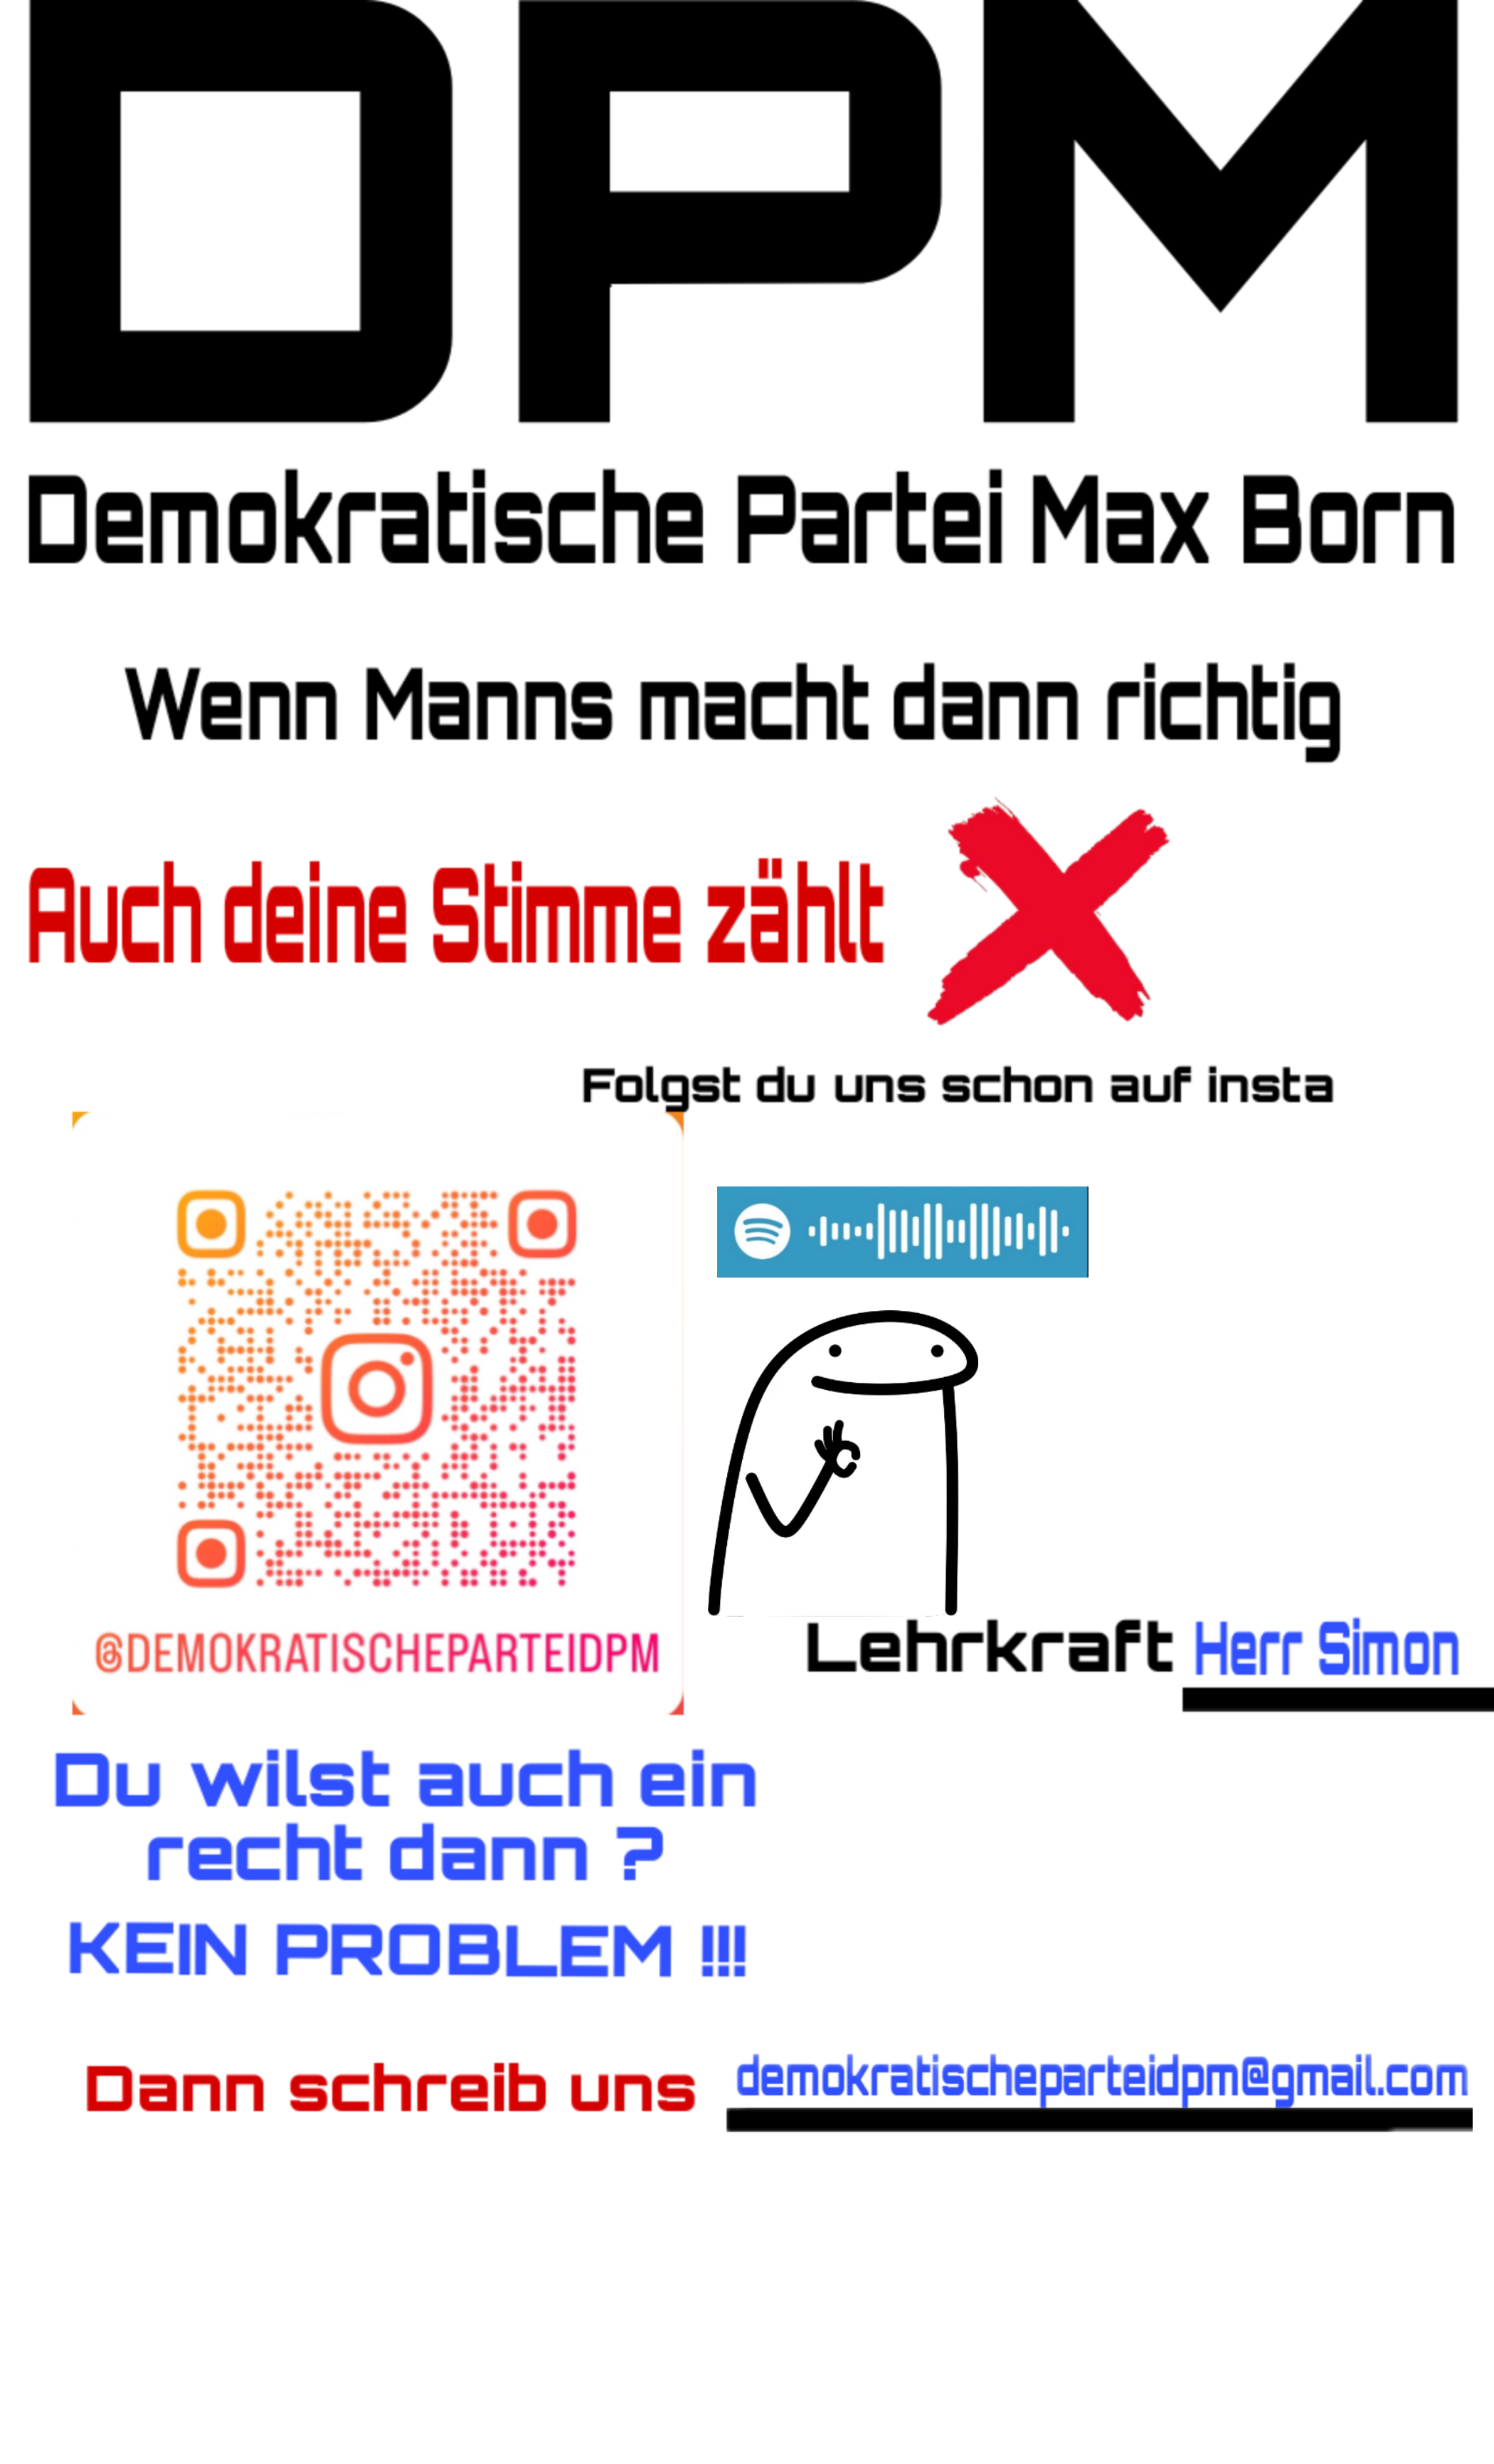 DPM
Demokratische Partei Max Born
Wenn Manns macht dann richtig
Auch deine Stimme zählt
Folgst du uns schon auf insta
@DEMOKRATISCHEPARTEIDPM
Lehrkraft Herr Simon
Du wilst auch ein
recht dann ?
KEIN PROBLEM !!!
Dann schreib uns demokratischeparteidpm@gmail.com